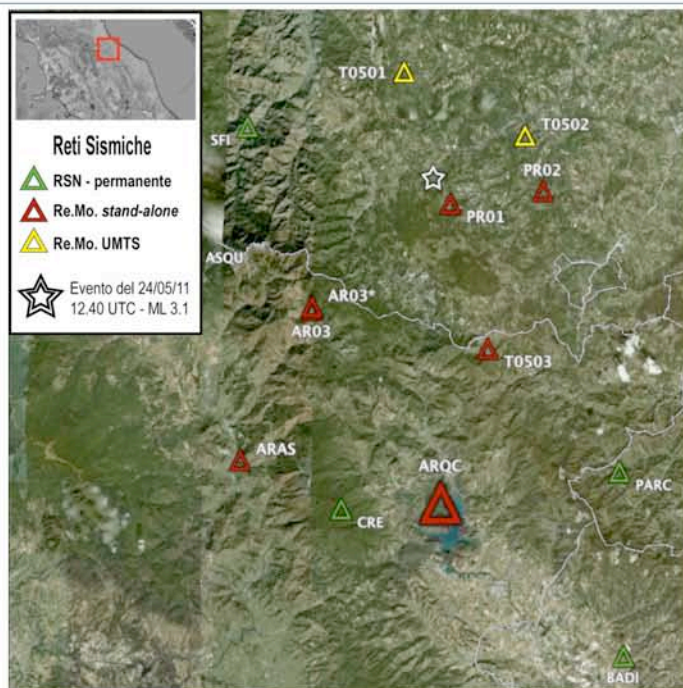 Reti Sismiche
RSN - permanente
Re.Mo. stand-alone
Re.Mo. UMTS
Evento del 24/05/11
12.40 UTC - ML 3.1
T0501
SFI
T0502
PR02
PR01
ASQU
AR03*
AR03
T0503
ARAS
ARQC
PARC
CRE
BADI